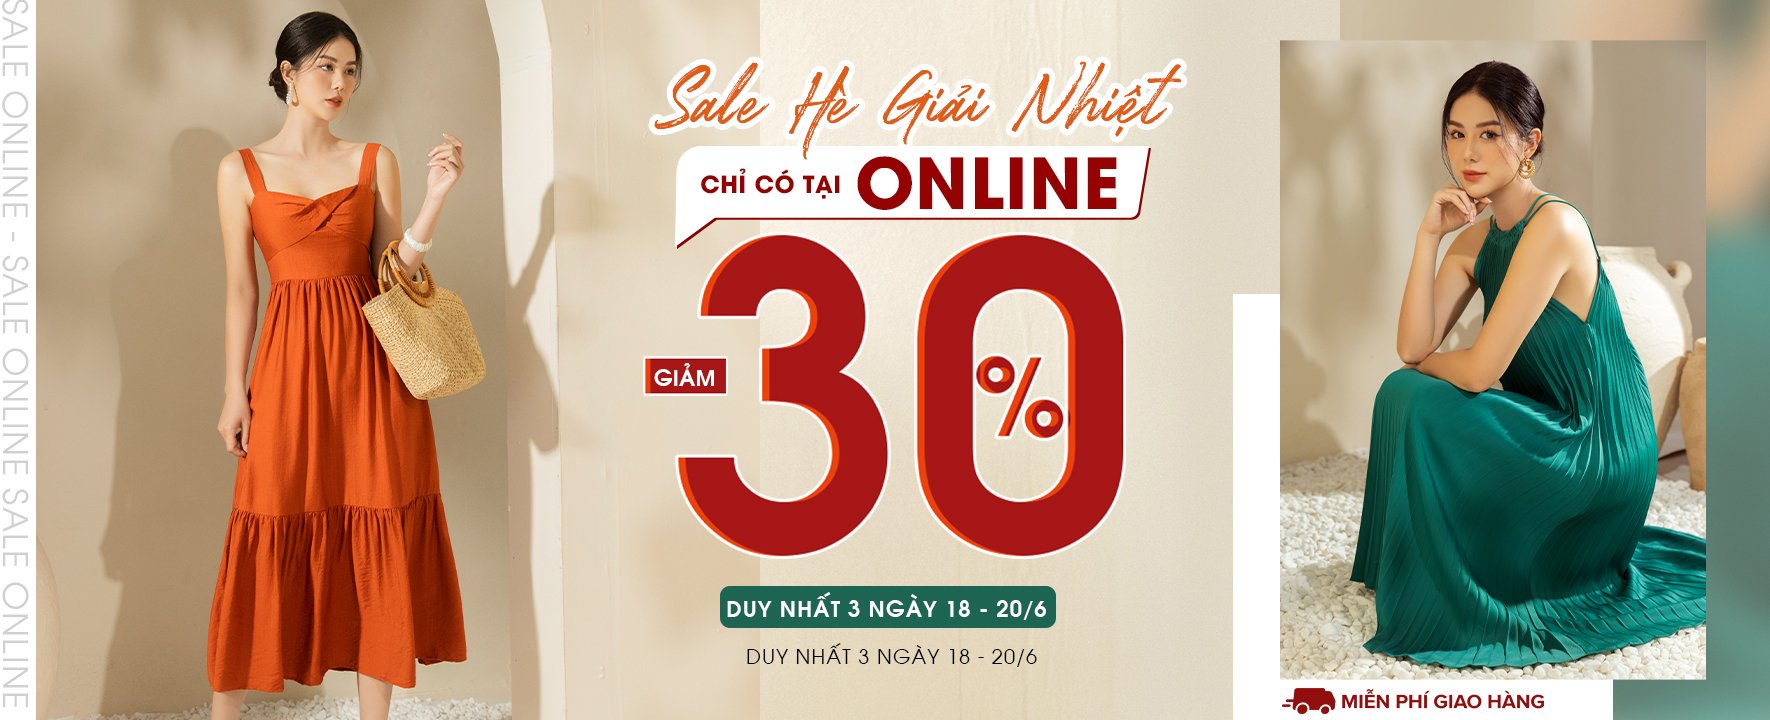 SALE ONLINE - SALE ONLINE SALE ONLINE
Sale Hè Giải Nhiệt
CHỈ CÓ TẠI ONLINE
GIẢM
-30%
DUY NHẤT 3 NGÀY 18 - 20/6
DUY NHẤT 3 NGÀY 18 - 20/6
MIỄN PHÍ GIAO HÀNG